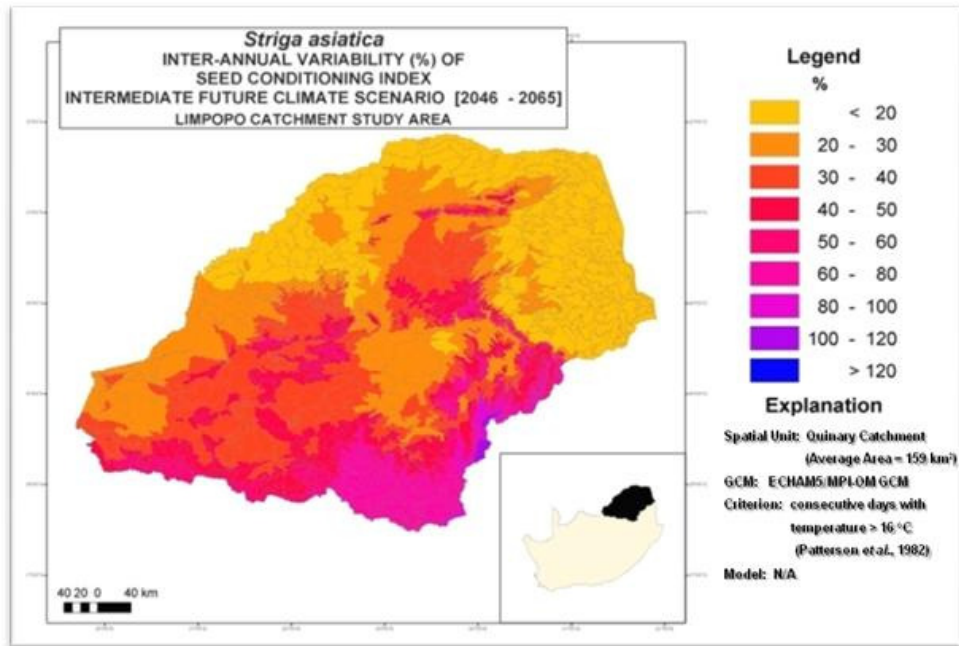 Striga asiatica
INTER-ANNUAL VARIABILITY (%) OF
SEED CONDITIONING INDEX
INTERMEDIATE FUTURE CLIMATE SCENARIO [2046 - 2065]
LIMPOPO CATCHMENT STUDY AREA
Legend
%
< 20
20 - 30
30 - 40
40 - 50
50 - 60
60 - 80
80 - 100
100 - 120
> 120
Explanation
Spatial Unit: Quinary Catchment
(Average Area = 159 km²)
GCM: ECHAM5/MPI-OM GCM
Criterion: consecutive days with
temperature > 16 °C
(Patterson et al., 1982)
Model: N/A
40 20 0 40 km